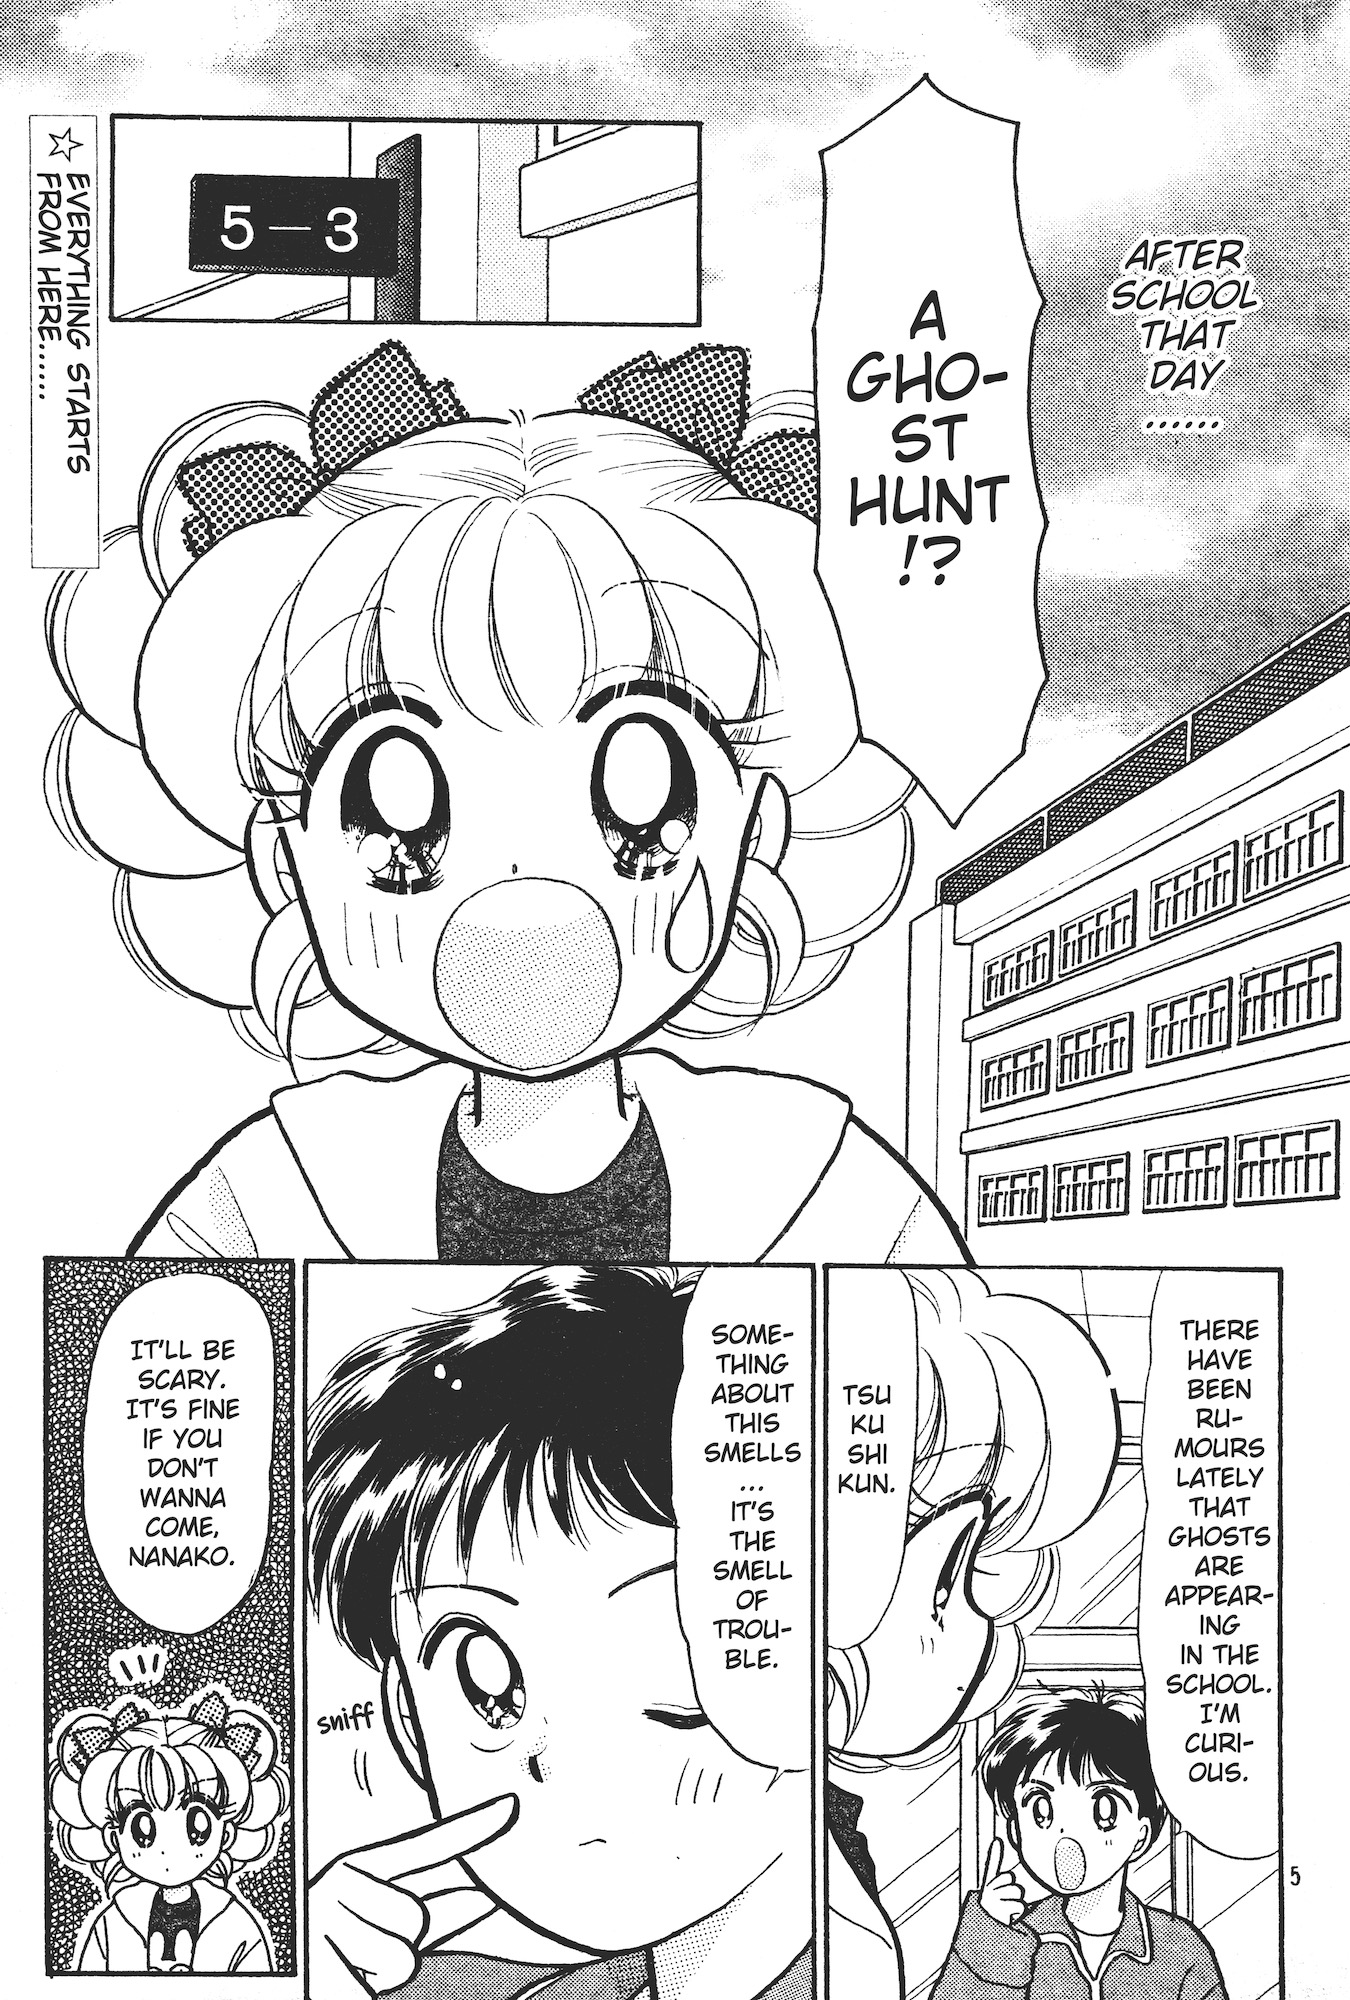 AFTER
SCHOOL
THAT
DAY
......
A
GHO-
ST
HUNT
!?
5-3
☆ EVERYTHING STARTS
FROM HERE......
THERE
HAVE
BEEN
RU-
MOURS
LATELY
THAT
GHOSTS
ARE
APPEAR-
ING
IN THE
SCHOOL.
I'M
CURI-
OUS.
TSU
KU
SHI
KUN.
SOME-
THING
ABOUT
THIS
SMELLS
...
IT'S
THE
SMELL
OF
TROU-
BLE.
sniff
IT'LL BE
SCARY.
IT'S FINE
IF YOU
DON'T
WANNA
COME,
NANAKO.
5